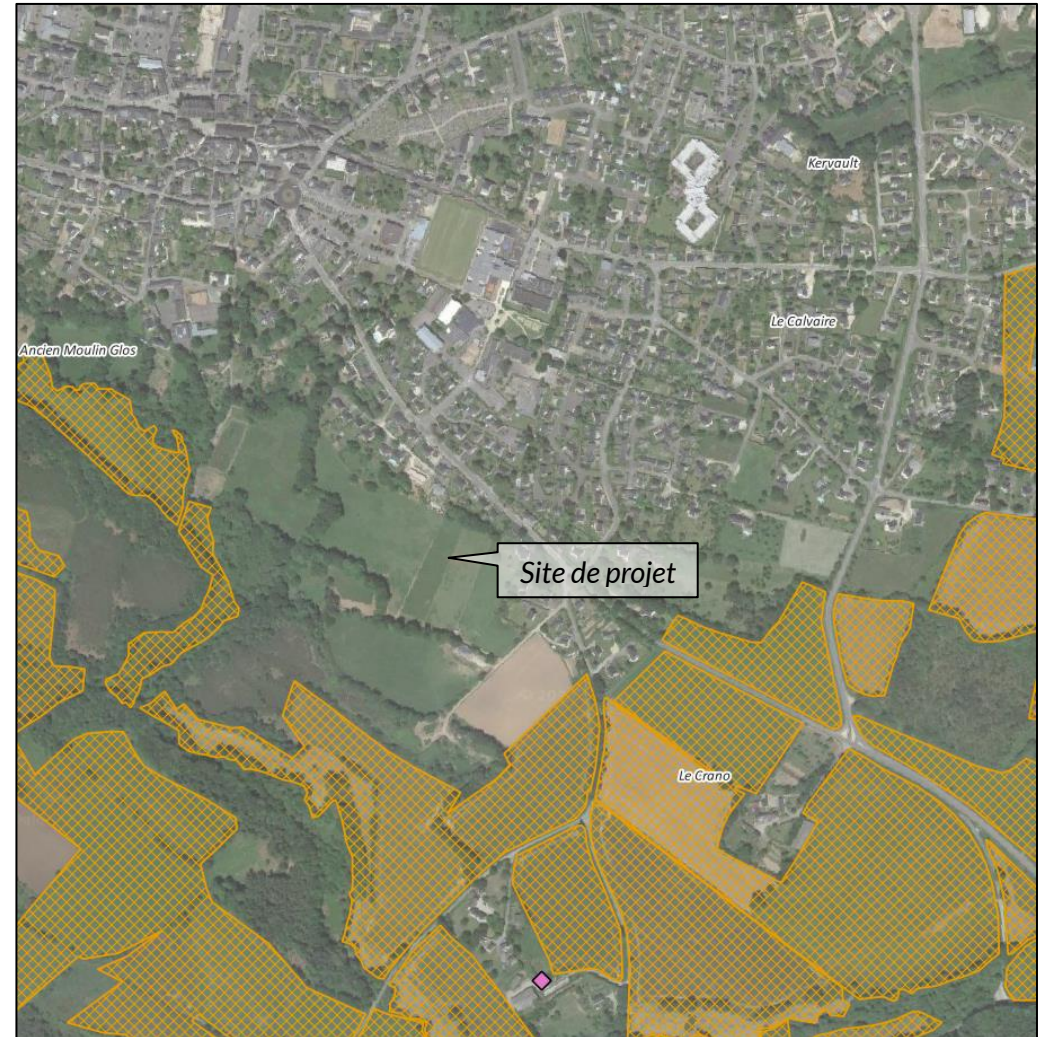 Kervault
Le Calvaire
Ancien Moulin Glos
Site de projet
Le Crano